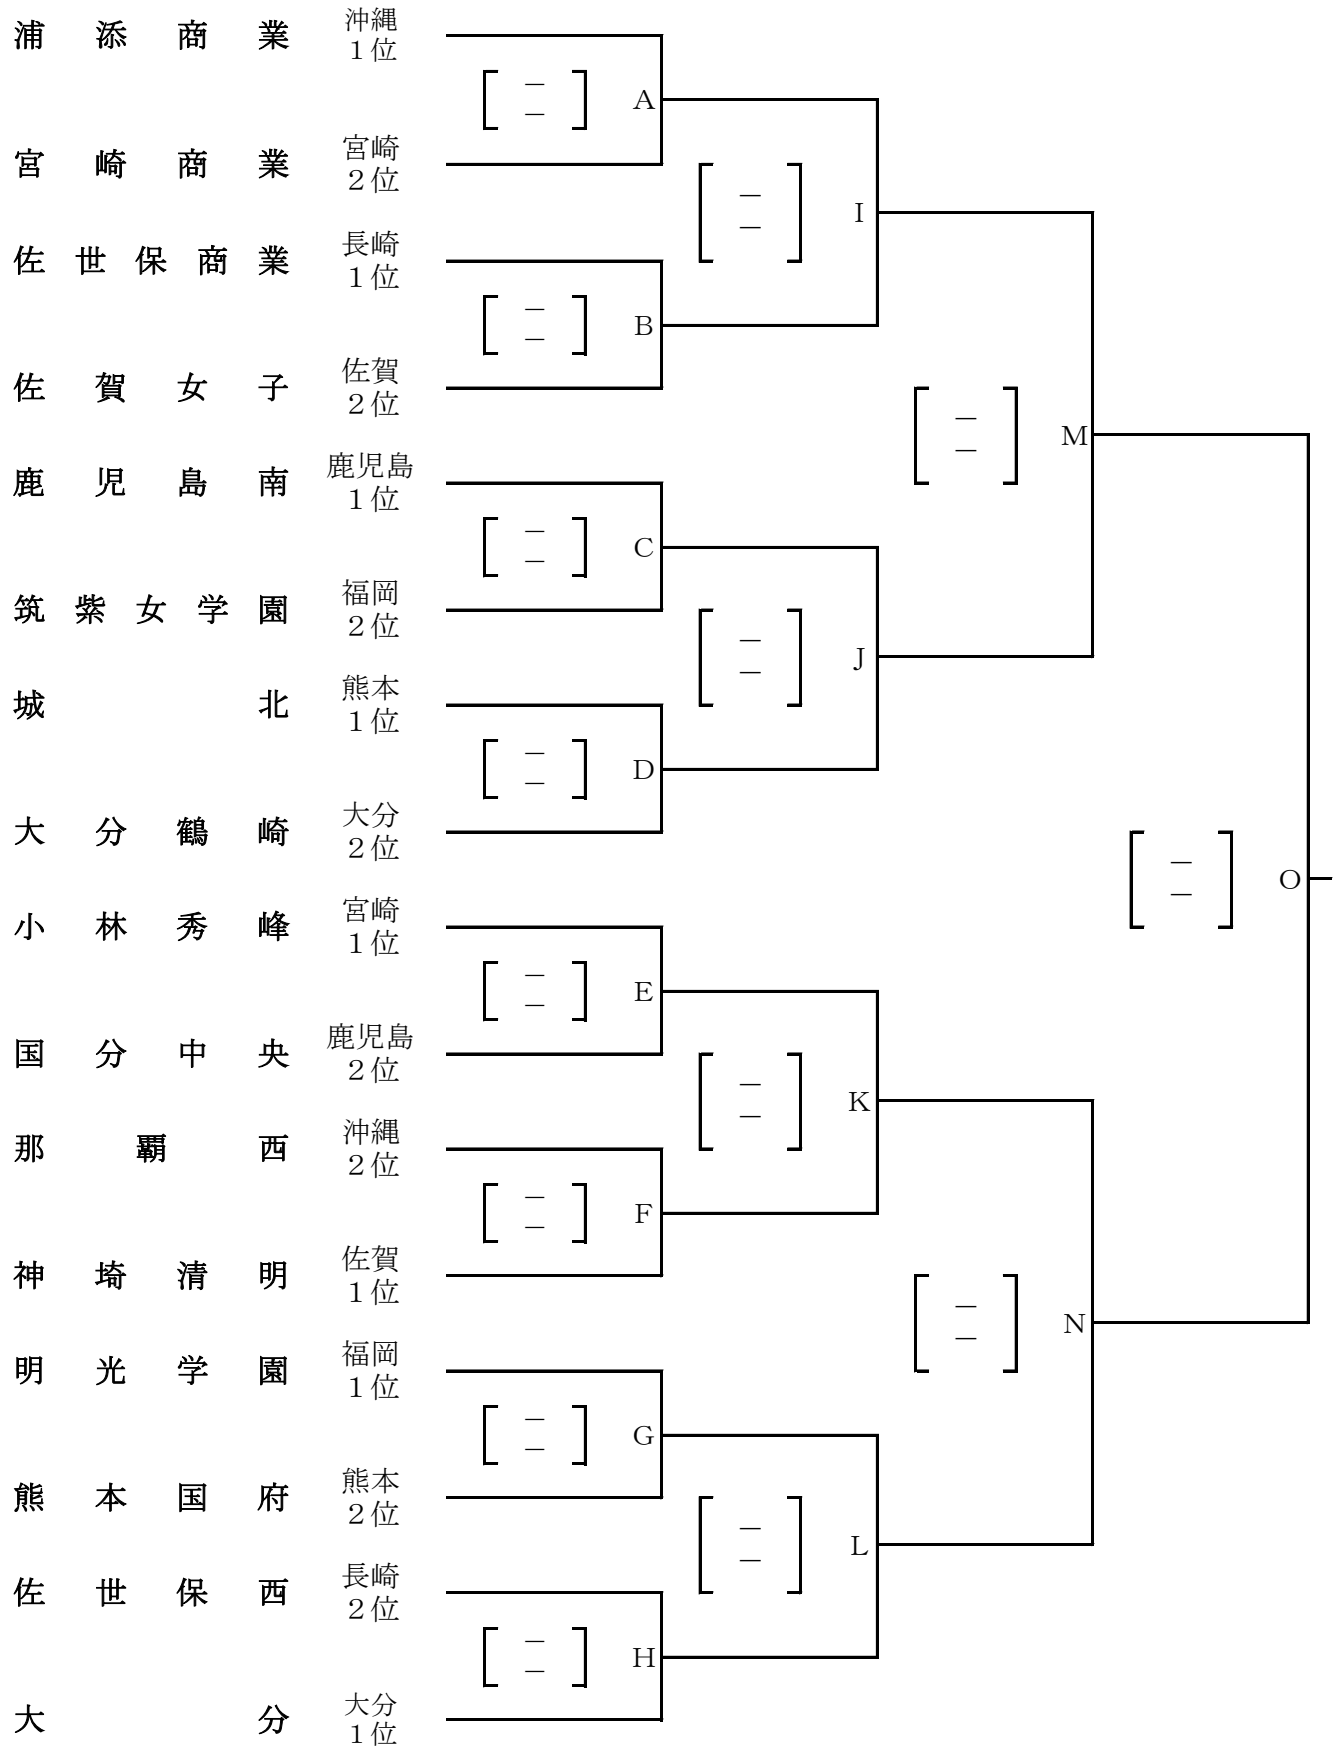 浦添商業 沖縄
１位
[ － A
－ ]
宮崎商業 宮崎
２位
[ － I
－ ]
佐世保商業 長崎
１位
[ － B
－ ]
佐賀女子 佐賀
２位
[ － M
－ ]
鹿児島南 鹿児島
１位
[ － C
－ ]
筑紫女学園 福岡
２位
[ － J
－ ]
城北 熊本
１位
[ － D
－ ]
大分鶴崎 大分
２位
[ － O
－ ]
小林秀峰 宮崎
１位
[ － E
－ ]
国分中央 鹿児島
２位
[ － K
－ ]
那覇西 沖縄
２位
[ － F
－ ]
神埼清明 佐賀
１位
[ － N
－ ]
明光学園 福岡
１位
[ － G
－ ]
熊本国府 熊本
２位
[ － L
－ ]
佐世保西 長崎
２位
[ － H
－ ]
大分 大分
１位